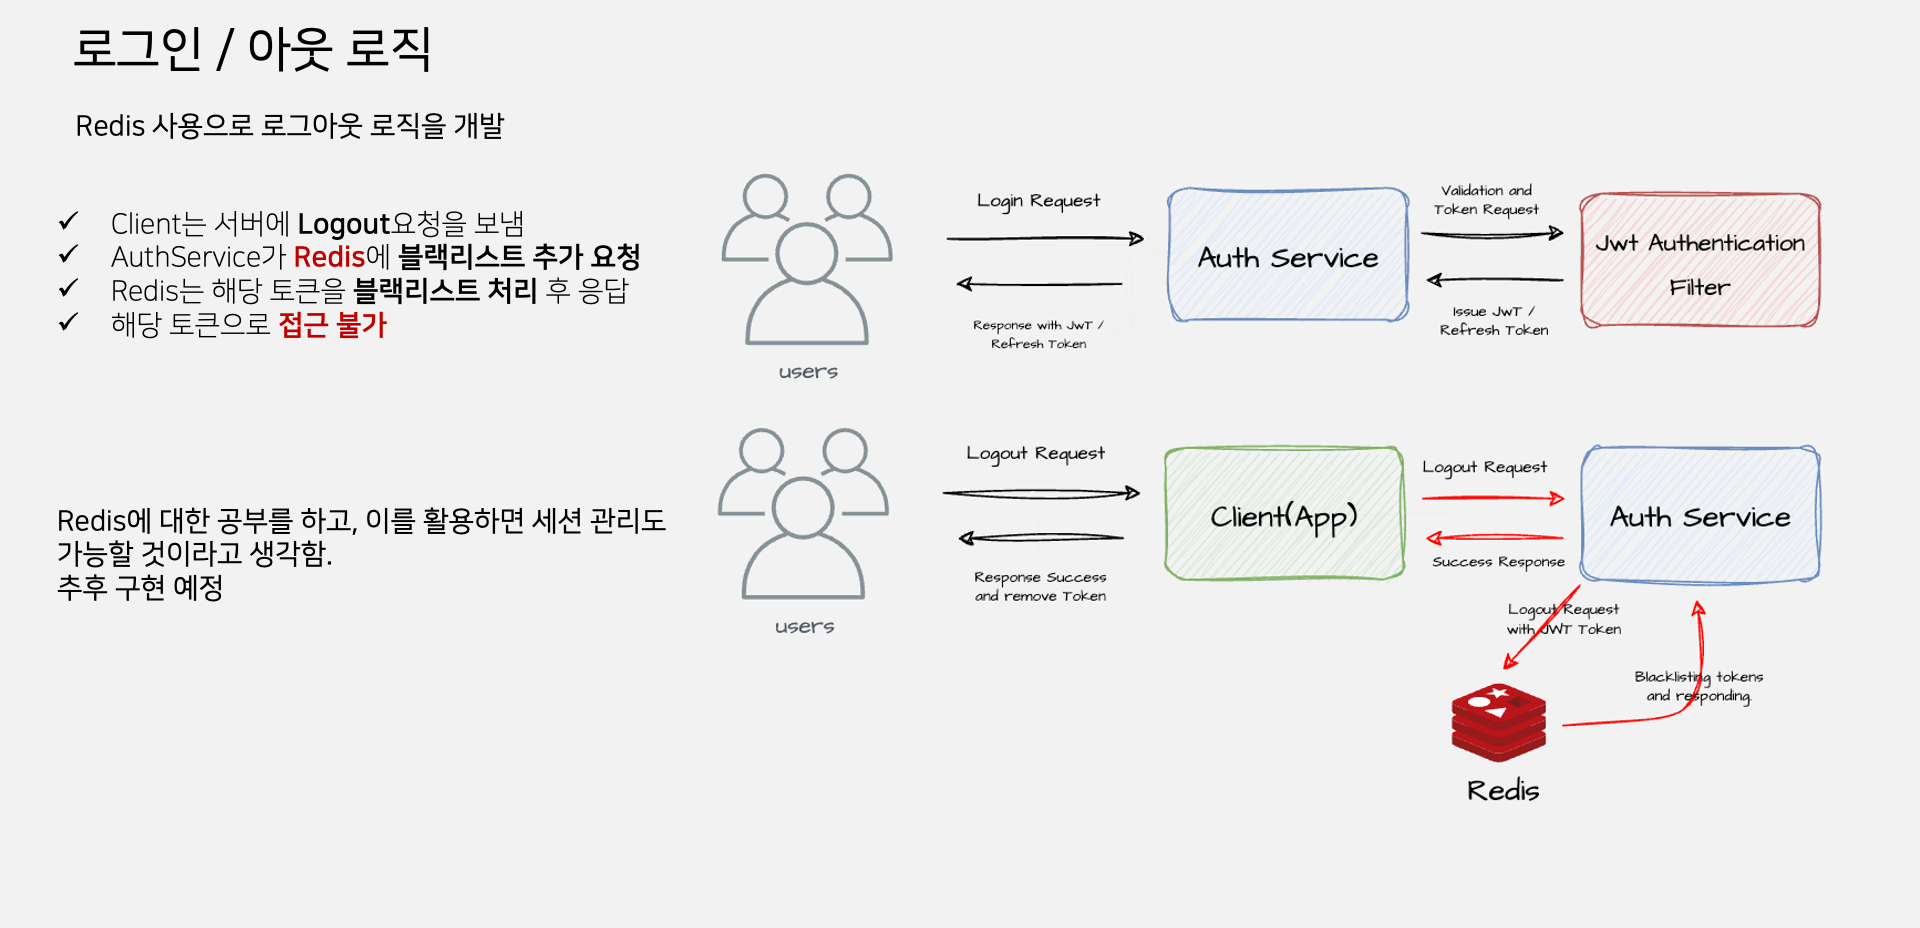 로그인 / 아웃 로직
Redis 사용으로 로그아웃 로직을 개발
✓ Client는 서버에 Logout요청을 보냄
✓ AuthService가 Redis에 블랙리스트 추가 요청
✓ Redis는 해당 토큰을 블랙리스트 처리 후 응답
✓ 해당 토큰으로 접근 불가
Redis에 대한 공부를 하고, 이를 활용하면 세션 관리도
가능할 것이라고 생각함.
추후 구현 예정
users
Login Request
Response with JwT /
Refresh Token
Auth Service
Validation and
Token Request
Issue JwT /
Refresh Token
Jwt Authentication
Filter
users
Logout Request
Response Success
and remove Token
Client(App)
Logout Request
Success Response
Auth Service
Logout Request
with JWT Token
Blacklisting tokens
and responding.
Redis